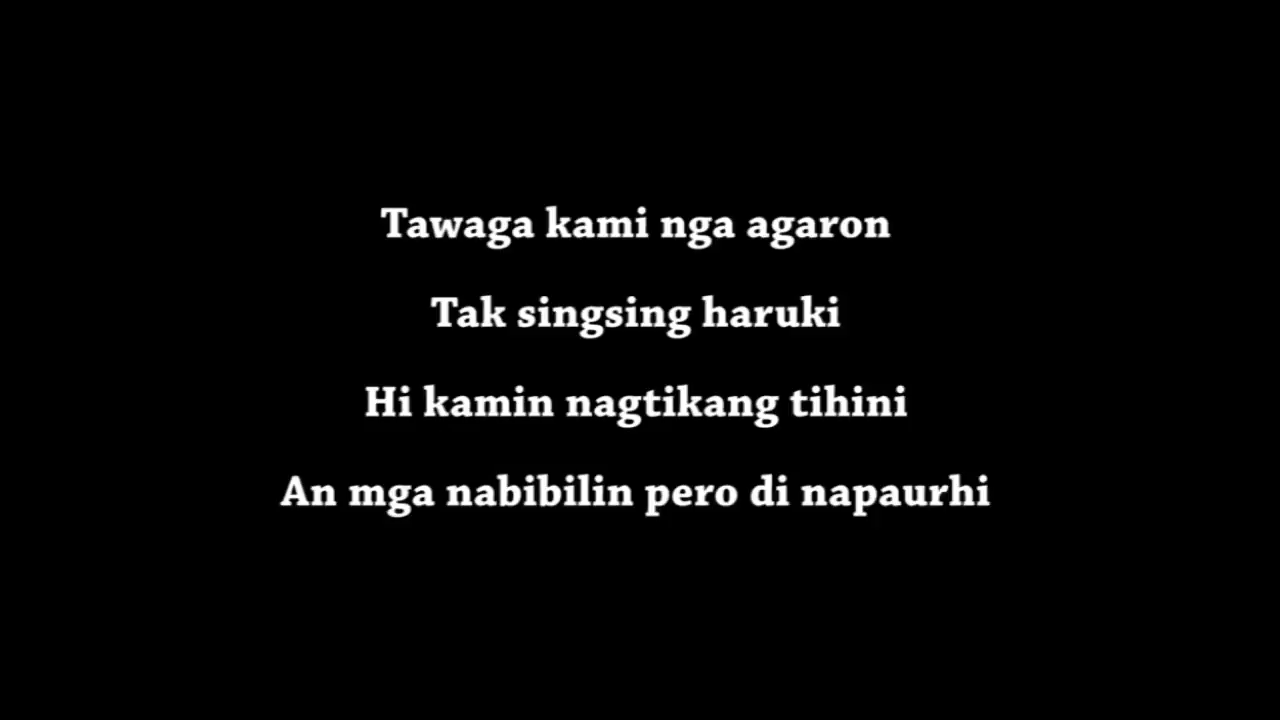 Tawaga kami nga agaron
Tak singsing haruki
Hi kamin nagtikang tihini
An mga nabibilin pero di napaurhi